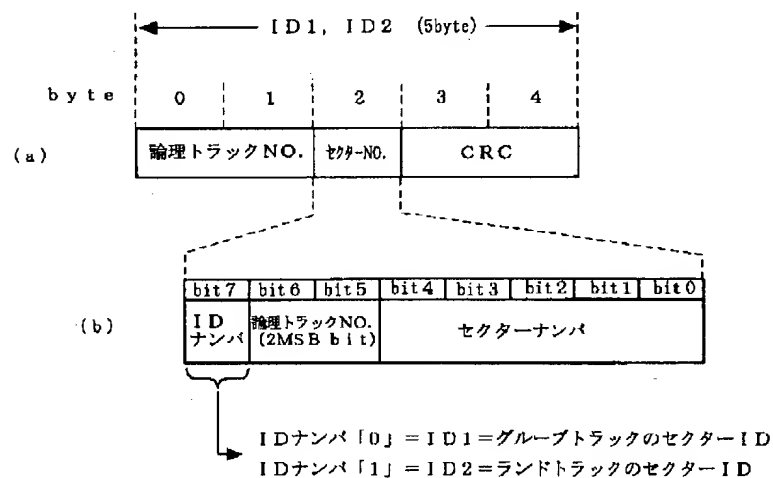 ID1, ID2 (5byte)
byte 0 1 2 3 4
(a) 論理トラックNO. セクターNO. CRC
bit7 bit6 bit5 bit4 bit3 bit2 bit1 bit0
(b) ID
ナンバ
論理トラックNO.
(2MSB bit)
セクターナンバ
IDナンバ「0」=ID1=グルーブトラックのセクターID
IDナンバ「1」=ID2=ランドトラックのセクターID